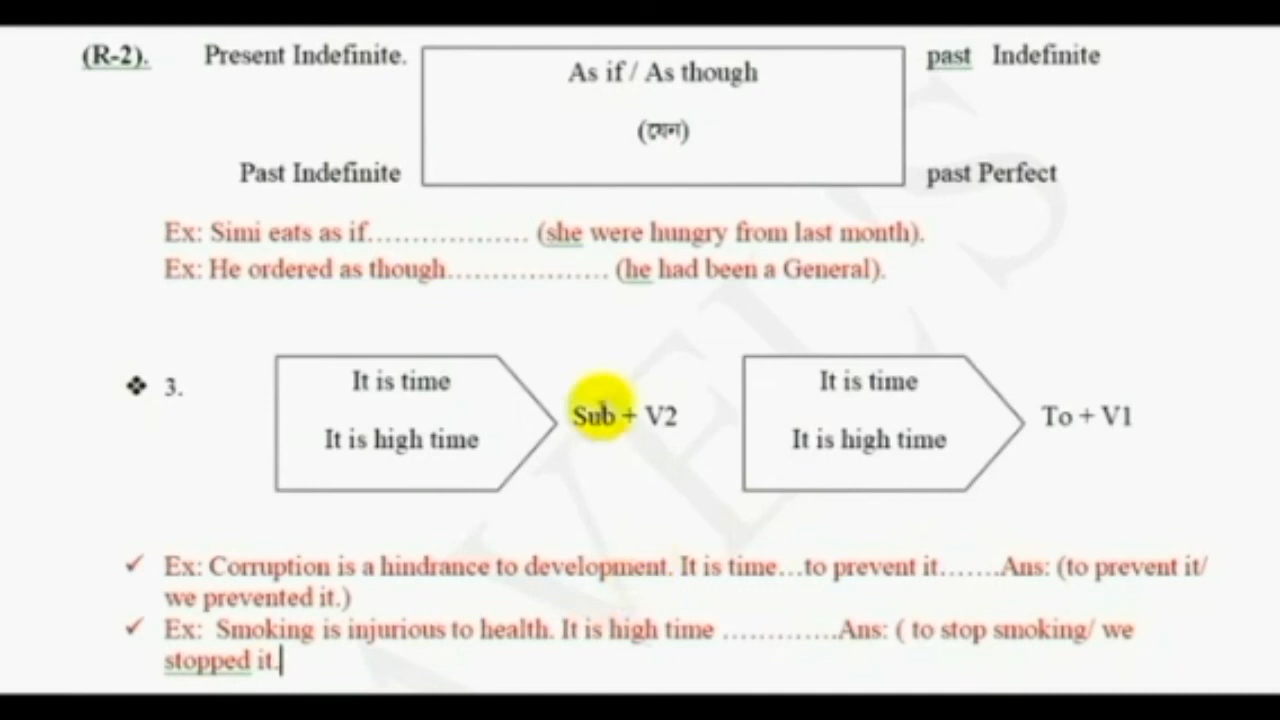 (R-2). Present Indefinite. As if / As though past Indefinite
(যেন)
Past Indefinite past Perfect
Ex: Simi eats as if.................. (she were hungry from last month).
Ex: He ordered as though.................. (he had been a General).
❖ 3. It is time It is time
Sub + V2 To + V1
It is high time It is high time
✓ Ex: Corruption is a hindrance to development. It is time...to prevent it.......Ans: (to prevent it/
we prevented it.)
✓ Ex: Smoking is injurious to health. It is high time .............Ans: ( to stop smoking/ we
stopped it.